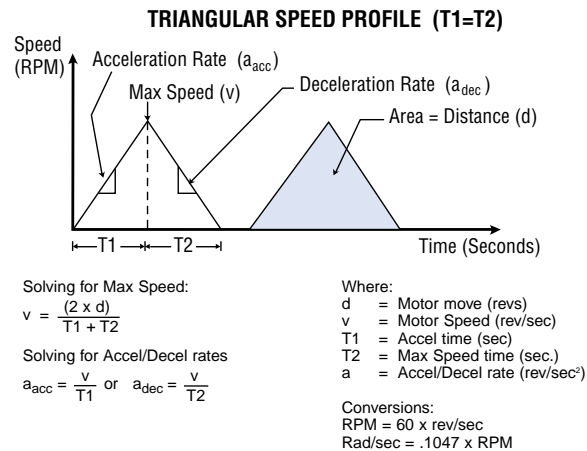 TRIANGULAR SPEED PROFILE (T1=T2)
Speed
(RPM)
Acceleration Rate (aacc)
Max Speed (v)
Deceleration Rate (adec)
Area = Distance (d)
T1
T2
Time (Seconds)
Solving for Max Speed:
v = (2 x d)
T1 + T2
Solving for Accel/Decel rates
aacc = v/T1 or adec = v/T2
Where:
d = Motor move (revs)
v = Motor Speed (rev/sec)
T1 = Accel time (sec)
T2 = Max Speed time (sec.)
a = Accel/Decel rate (rev/sec²)
Conversions:
RPM = 60 x rev/sec
Rad/sec = .1047 x RPM